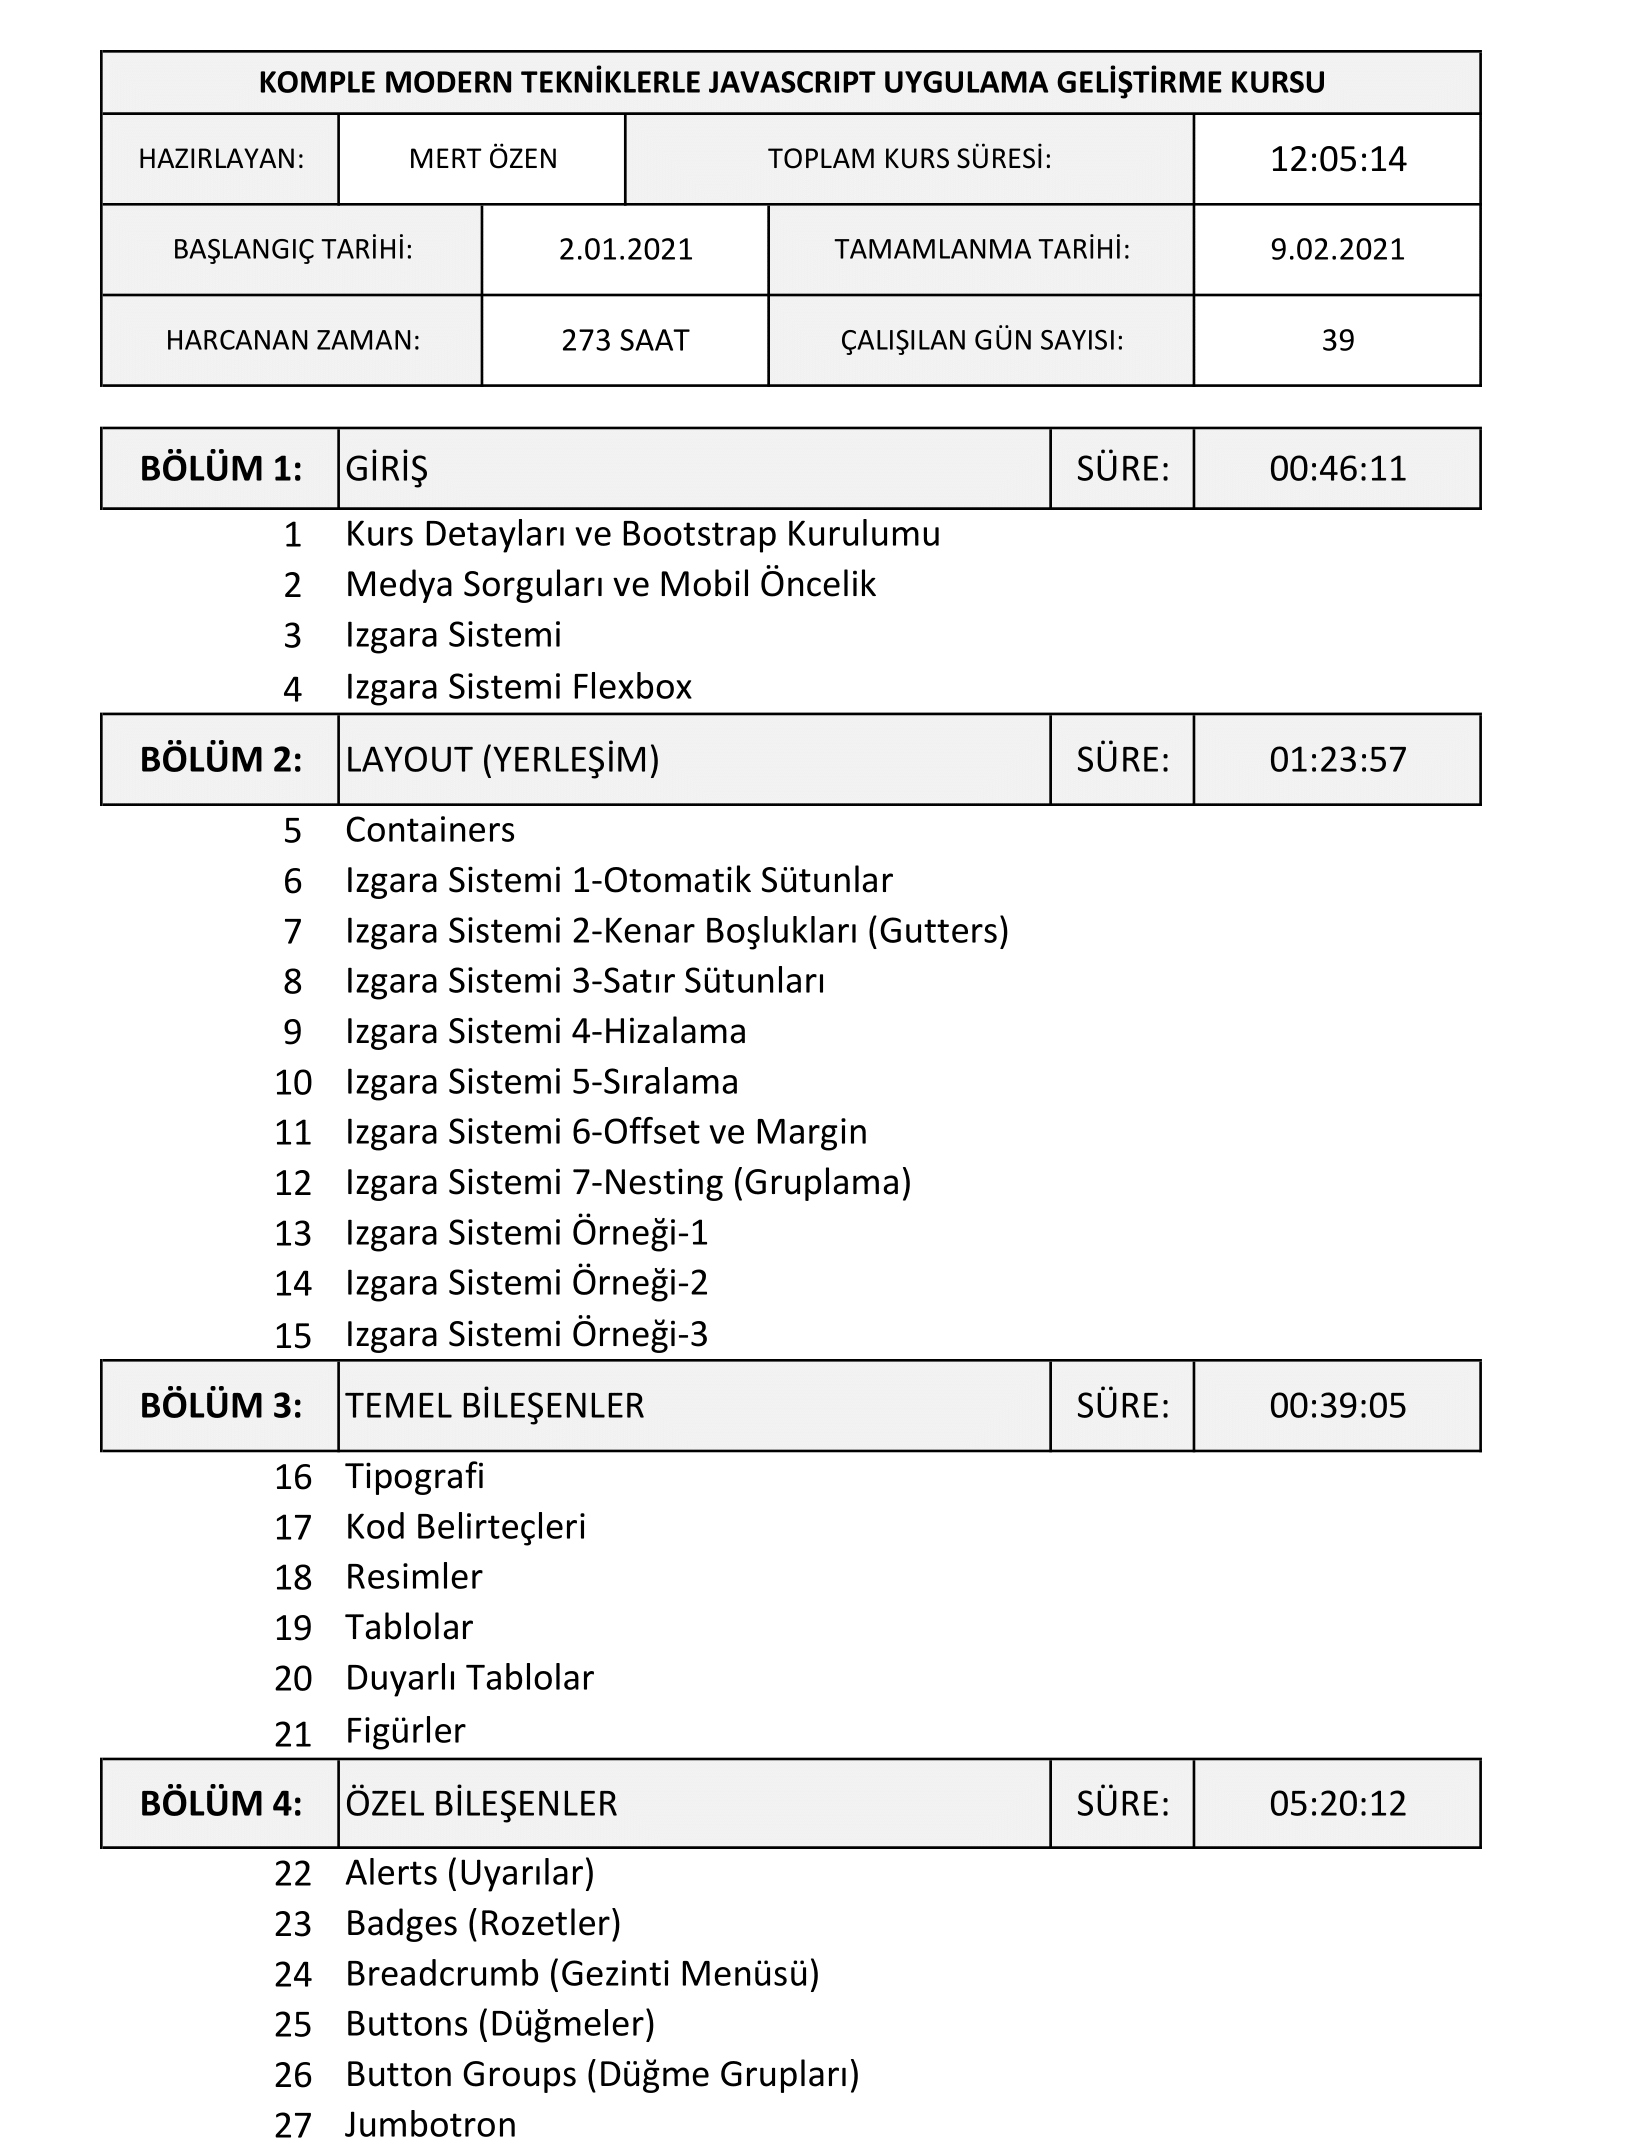 KOMPLE MODERN TEKNİKLERLE JAVASCRIPT UYGULAMA GELİŞTİRME KURSU
HAZIRLAYAN: MERT ÖZEN TOPLAM KURS SÜRESİ: 12:05:14
BAŞLANGIÇ TARİHİ: 2.01.2021 TAMAMLANMA TARİHİ: 9.02.2021
HARCANAN ZAMAN: 273 SAAT ÇALIŞILAN GÜN SAYISI: 39
BÖLÜM 1: GİRİŞ SÜRE: 00:46:11
1 Kurs Detayları ve Bootstrap Kurulumu
2 Medya Sorguları ve Mobil Öncelik
3 Izgara Sistemi
4 Izgara Sistemi Flexbox
BÖLÜM 2: LAYOUT (YERLEŞİM) SÜRE: 01:23:57
5 Containers
6 Izgara Sistemi 1-Otomatik Sütunlar
7 Izgara Sistemi 2-Kenar Boşlukları (Gutters)
8 Izgara Sistemi 3-Satır Sütunları
9 Izgara Sistemi 4-Hizalama
10 Izgara Sistemi 5-Sıralama
11 Izgara Sistemi 6-Offset ve Margin
12 Izgara Sistemi 7-Nesting (Gruplama)
13 Izgara Sistemi Örneği-1
14 Izgara Sistemi Örneği-2
15 Izgara Sistemi Örneği-3
BÖLÜM 3: TEMEL BİLEŞENLER SÜRE: 00:39:05
16 Tipografi
17 Kod Belirteçleri
18 Resimler
19 Tablolar
20 Duyarlı Tablolar
21 Figürler
BÖLÜM 4: ÖZEL BİLEŞENLER SÜRE: 05:20:12
22 Alerts (Uyarılar)
23 Badges (Rozetler)
24 Breadcrumb (Gezinti Menüsü)
25 Buttons (Düğmeler)
26 Button Groups (Düğme Grupları)
27 Jumbotron